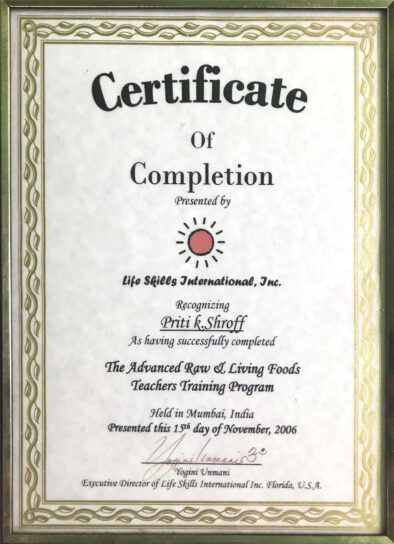 Certificate
Of
Completion
Presented by
Life Skills International, Inc.
Recognizing
Priti k.Shroff
As having successfully completed
The Advanced Raw & Living Foods
Teachers Training Program
Held in Mumbai, India
Presented this 15th day of November, 2006
Yogini Unmani
Yogini Unmani
Executive Director of Life Skills International Inc. Florida, U.S.A.